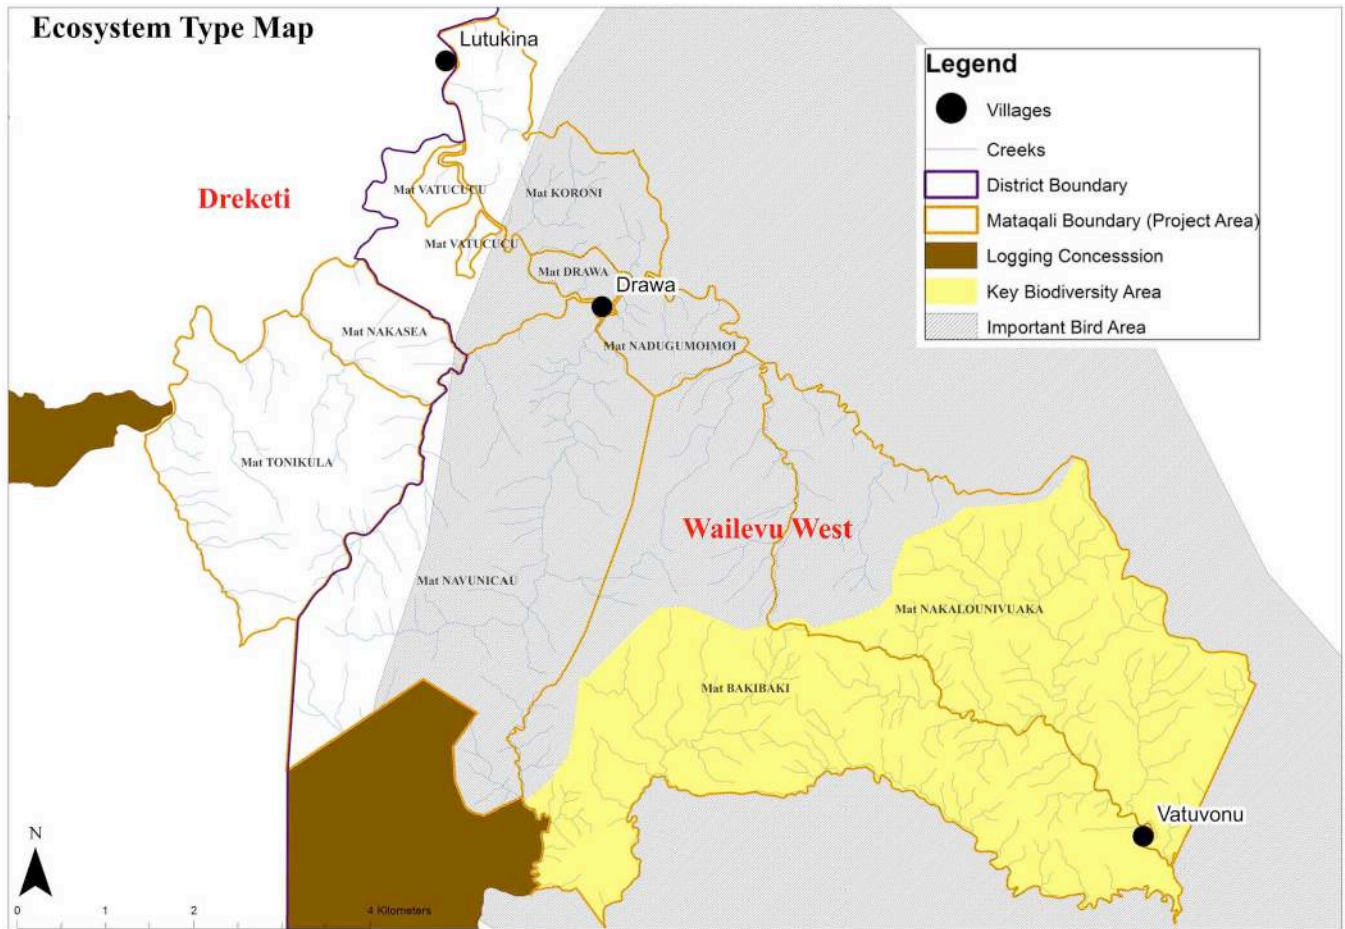 Ecosystem Type Map
Lutukina
Legend
Villages
Creeks
District Boundary
Mataqali Boundary (Project Area)
Logging Concesssion
Key Biodiversity Area
Important Bird Area
Dreketi
Mat VATUCUCU
Mat KORONI
Mat VATUCUCU
Mat DRAWA
Drawa
Mat NAKASEA
Mat NADUGUMOIMOI
Mat TONIKULA
Wailevu West
Mat NAVUNICAU
Mat NAKALOUNIVUAKA
Mat BAKIBAKI
Vatuvonu
N
0 2 4 Kilometers